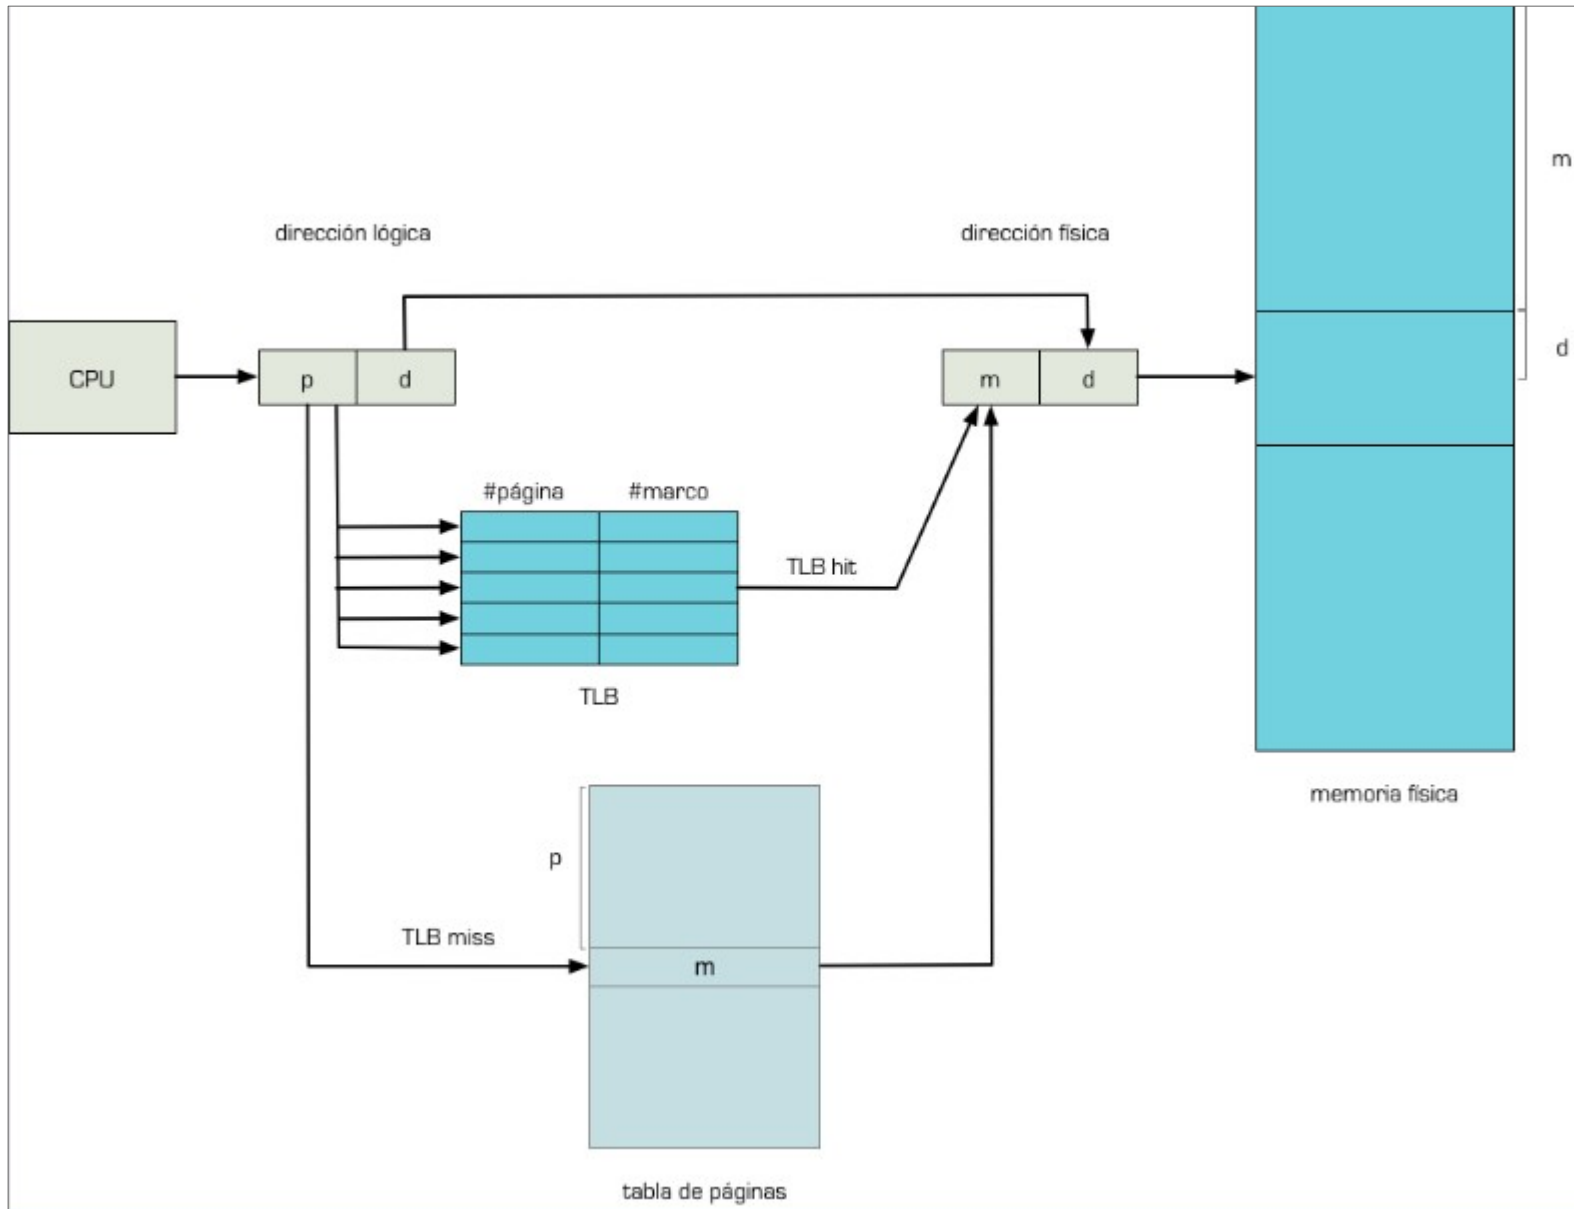 m
dirección lógica
dirección física
d
CPU
p
d
m
d
#página
#marco
TLB hit
TLB
memoria física
p
TLB miss
m
tabla de páginas